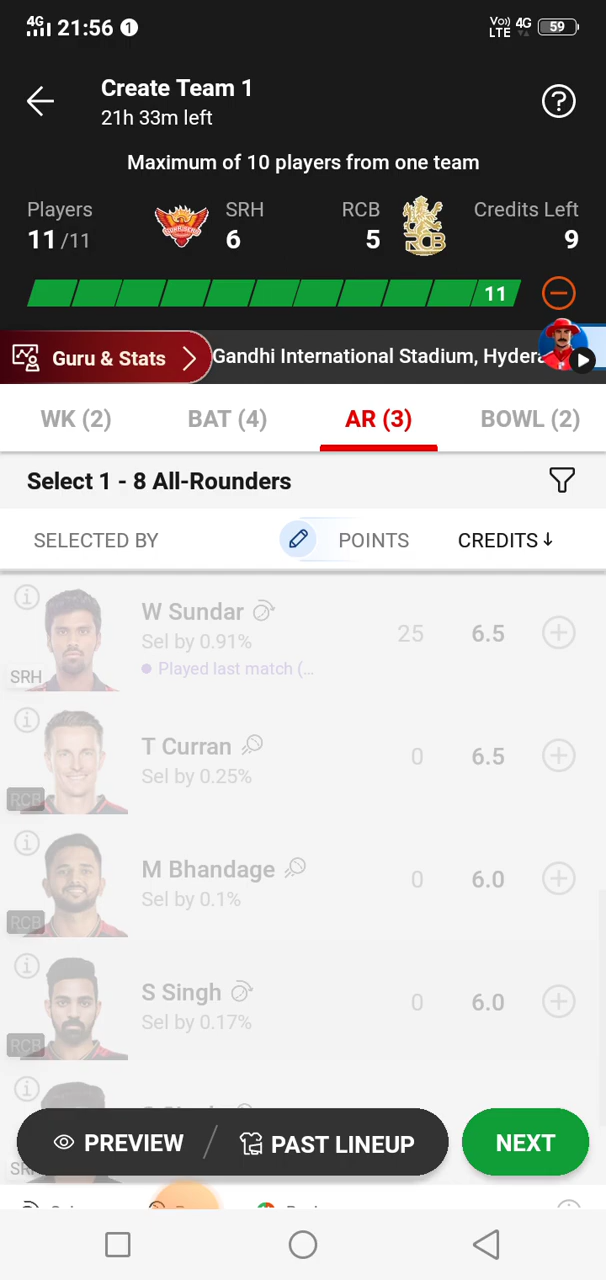 4G 21:56 1
Vo)) LTE 4G 59
Create Team 1
21h 33m left
?
Maximum of 10 players from one team
Players SRH RCB Credits Left
11/11 6 5 9
RCB
11
Guru & Stats
Gandhi International Stadium, Hydera
WK (2) BAT (4) AR (3) BOWL (2)
Select 1 - 8 All-Rounders
SELECTED BY POINTS CREDITS↓
W Sundar
Sel by 0.91% 25 6.5
SRH Played last match (...
T Curran
Sel by 0.25% 0 6.5
RCB
M Bhandage
Sel by 0.1% 0 6.0
RCB
S Singh
Sel by 0.17% 0 6.0
RCB
PREVIEW / PAST LINEUP NEXT